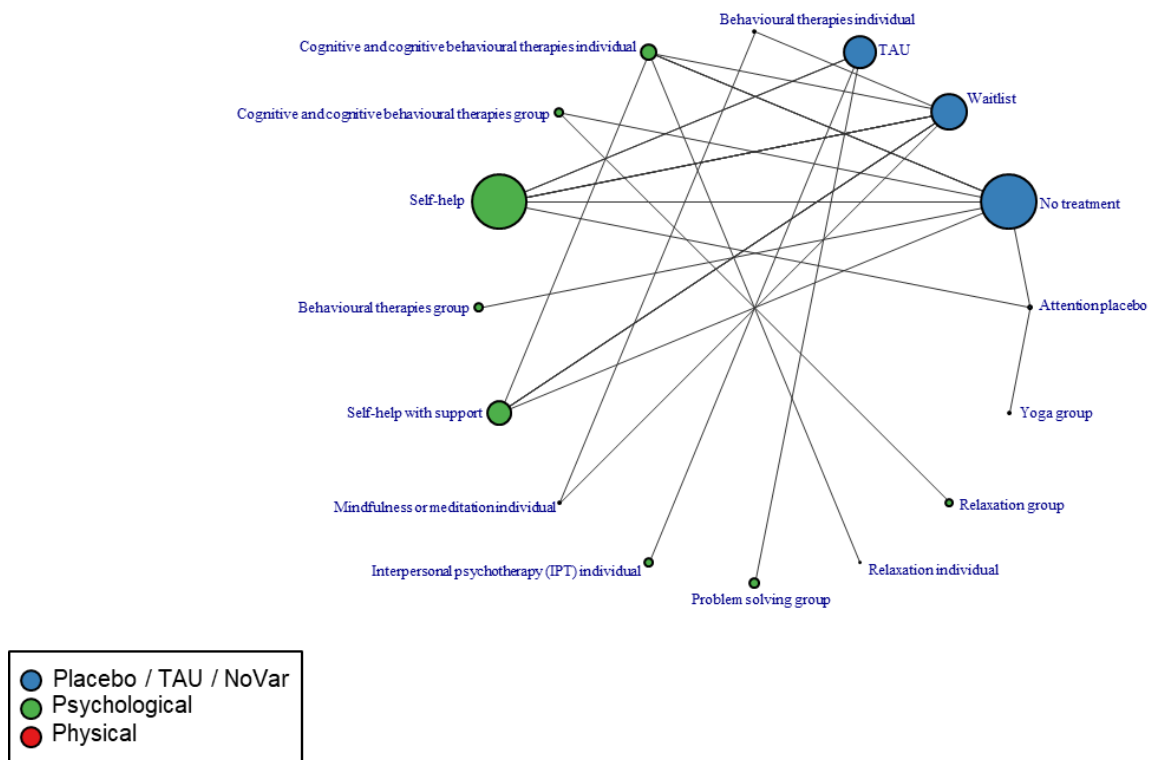 Behavioural therapies individual
Cognitive and cognitive behavioural therapies individual
TAU
Waitlist
Cognitive and cognitive behavioural therapies group
Self-help
No treatment
Behavioural therapies group
Attention placebo
Self-help with support
Yoga group
Mindfulness or meditation individual
Relaxation group
Interpersonal psychotherapy (IPT) individual
Relaxation individual
Problem solving group
Placebo / TAU / NoVar
Psychological
Physical